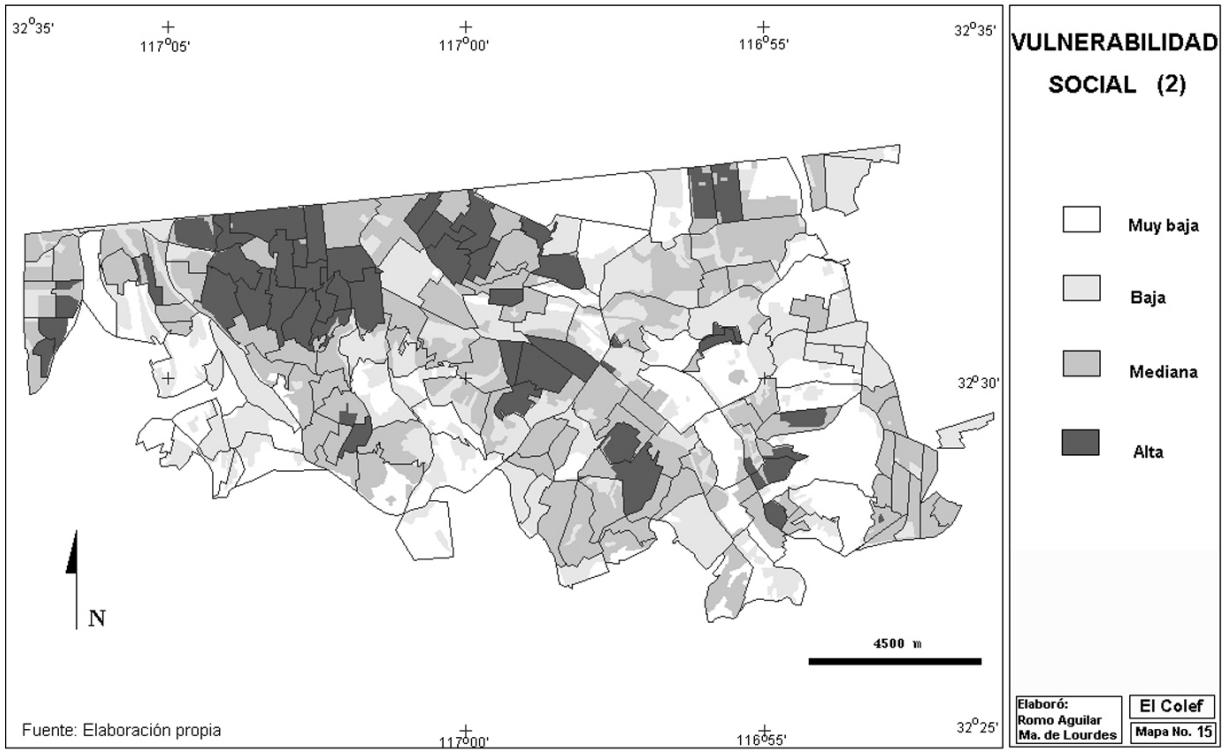 32°35'
117°05'
117°00'
116°55'
32°35'
VULNERABILIDAD
SOCIAL (2)
Muy baja
Baja
Mediana
Alta
32°30'
N
4500 m
Fuente: Elaboración propia
117°00'
116°55'
32°25'
Elaboró:
Romo Aguilar
Ma. de Lourdes
El Colef
Mapa No. 15